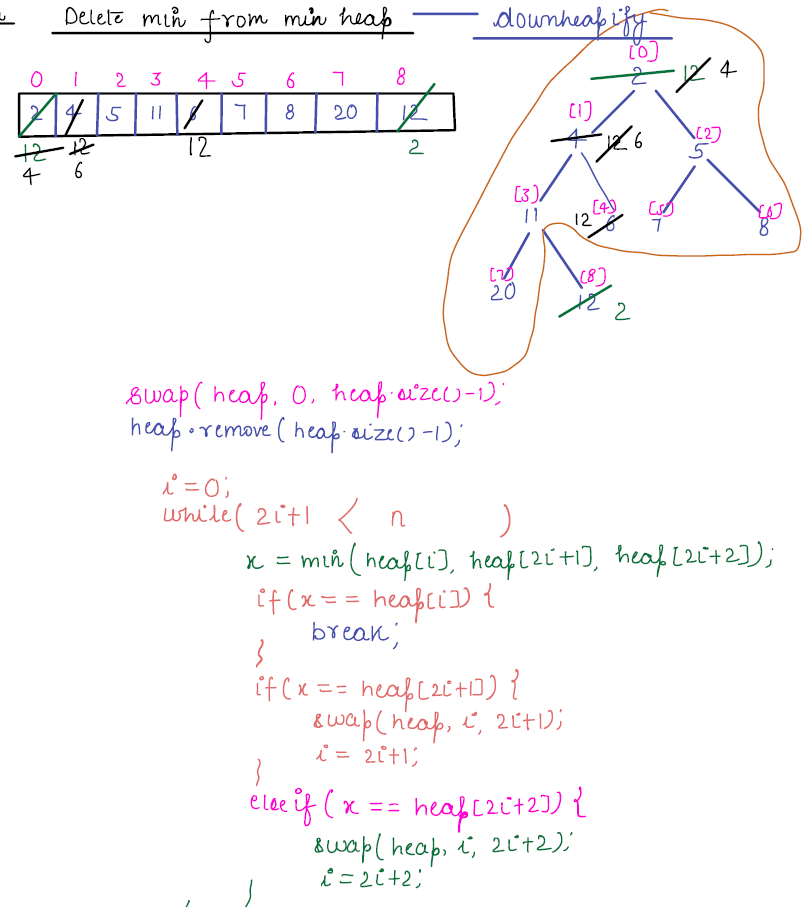 Delete min from min heap — downheapify
0 1 2 3 4 5 6 7 8
2 4 5 11 6 7 8 20 12
12 12 12 2
4 6
[0]
2 12 4
[1] [2]
4 12 6 5
[3] [4] [5] [6]
11 12 6 7 8
[7] [8]
20 12 2
swap(heap, 0, heap.size()-1);
heap.remove(heap.size()-1);
i=0;
while(2i+1 < n )
x = min(heap[i], heap[2i+1], heap[2i+2]);
if(x== heap[i]) {
break;
}
if(x == heap[2i+1]) {
swap(heap, i, 2i+1);
i = 2i+1;
}
else if(x == heap[2i+2]) {
swap(heap, i, 2i+2);
i=2i+2;
}